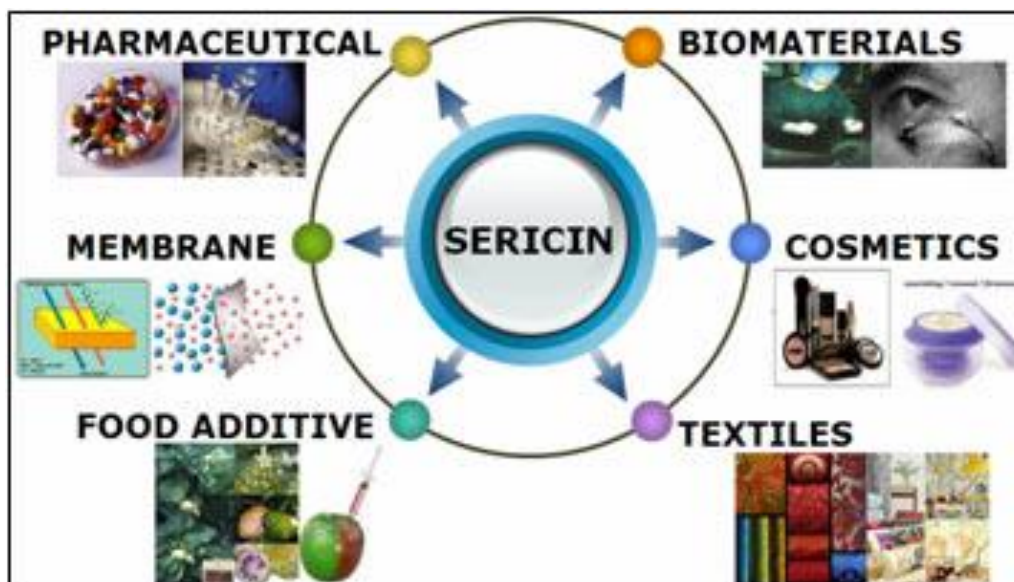 PHARMACEUTICAL
BIOMATERIALS
SERICIN
MEMBRANE
COSMETICS
FOOD ADDITIVE
TEXTILES